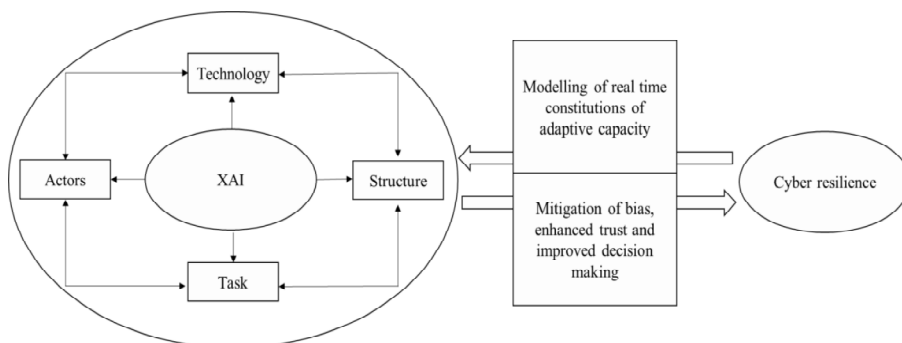 Technology
Actors
XAI
Structure
Task
Modelling of real time
constitutions of
adaptive capacity
Mitigation of bias,
enhanced trust and
improved decision
making
Cyber resilience